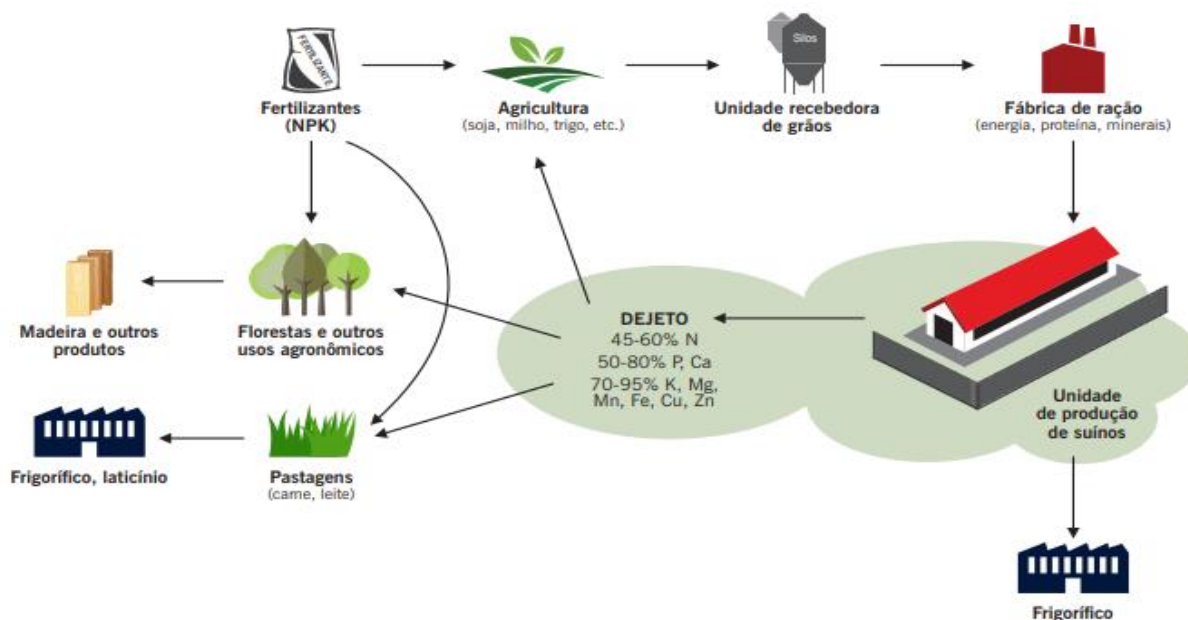 FERTILIZANTE
Fertilizantes
(NPK)
Agricultura
(soja, milho, trigo, etc.)
Silos
Unidade recebedora
de grãos
Fábrica de ração
(energia, proteína, minerais)
Madeira e outros
produtos
Florestas e outros
usos agronômicos
DEJETO
45-60% N
50-80% P, Ca
70-95% K, Mg,
Mn, Fe, Cu, Zn
Unidade
de produção
de suínos
Frigorífico, laticínio
Pastagens
(carne, leite)
Frigorífico